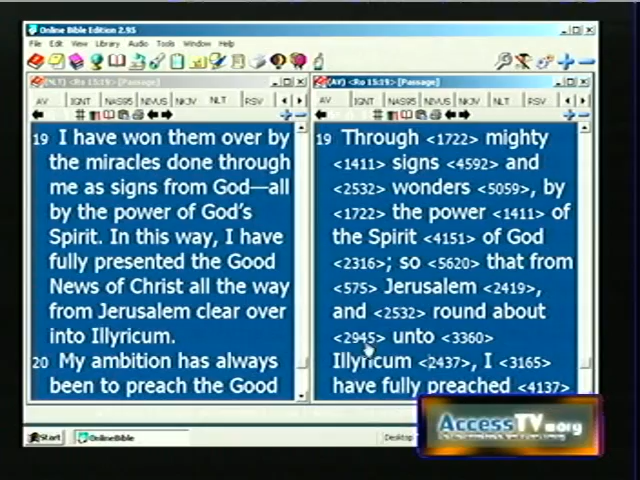 Online Bible Edition 2.95
File Edit View Library Audio Tools Window Help
(NLT) <Ro 15:19> [Passage]
AV IGNT NAS95 NIVUS NKJV NLT RSV
19 I have won them over by
the miracles done through
me as signs from God—all
by the power of God's
Spirit. In this way, I have
fully presented the Good
News of Christ all the way
from Jerusalem clear over
into Illyricum.
20 My ambition has always
been to preach the Good
(AV) <Ro 15:19> [Passage]
AV IGNT NAS95 NIVUS NKJV NLT RSV
19 Through <1722> mighty
<1411> signs <4592> and
<2532> wonders <5059>, by
<1722> the power <1411> of
the Spirit <4151> of God
<2316>; so <5620> that from
<575> Jerusalem <2419>,
and <2532> round about
<2945> unto <3360>
Illyricum <2437>, I <3165>
have fully preached <4137>
Start OnlineBible Desktop
AccessTV.org